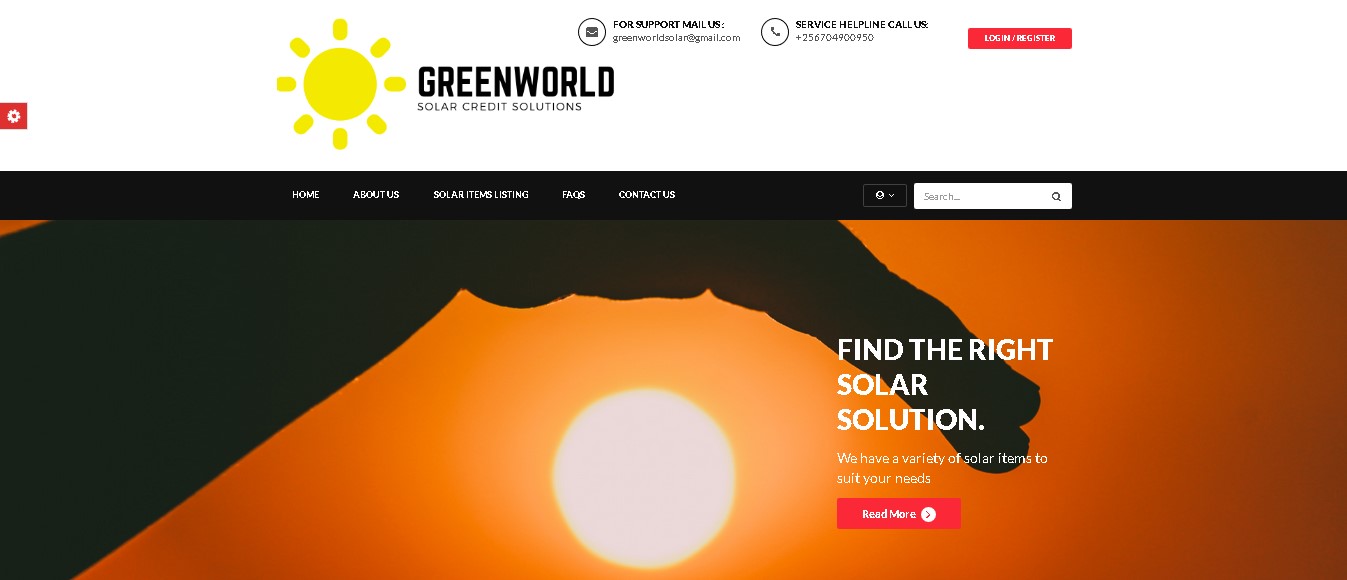 FOR SUPPORT MAIL US :
greenworldsolar@gmail.com
SERVICE HELPLINE CALL US:
+256704900950
LOGIN / REGISTER
GREENWORLD
SOLAR CREDIT SOLUTIONS
HOME
ABOUT US
SOLAR ITEMS LISTING
FAQS
CONTACT US
Search...
FIND THE RIGHT
SOLAR
SOLUTION.
We have a variety of solar items to
suit your needs
Read More